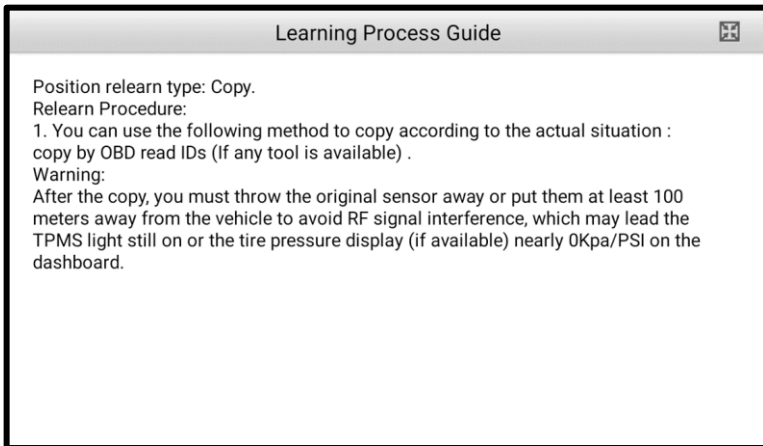 Learning Process Guide
Position relearn type: Copy.
Relearn Procedure:
1. You can use the following method to copy according to the actual situation :
copy by OBD read IDs (If any tool is available) .
Warning:
After the copy, you must throw the original sensor away or put them at least 100
meters away from the vehicle to avoid RF signal interference, which may lead the
TPMS light still on or the tire pressure display (if available) nearly 0Kpa/PSI on the
dashboard.